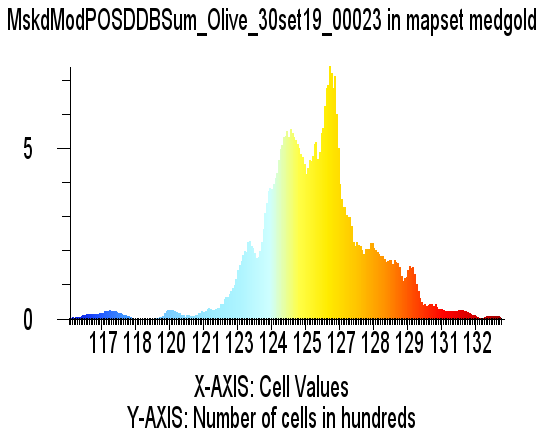 MskdModPOSDDBSum_Olive_30set19_00023 in mapset medgold
5
0
117 118 120 121 123 124 125 127 128 129 131 132
X-AXIS: Cell Values
Y-AXIS: Number of cells in hundreds